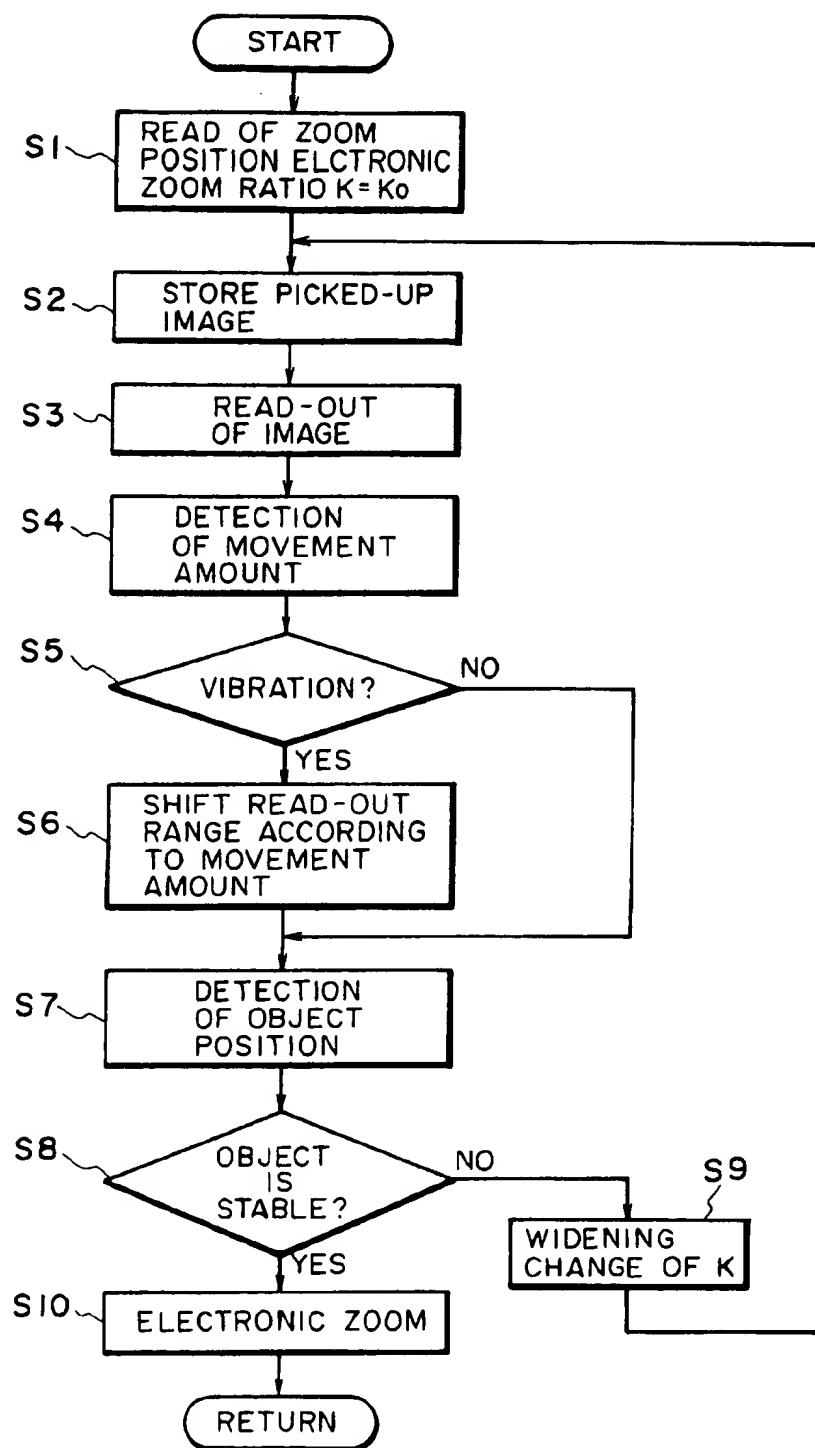 START
S1
READ OF ZOOM
POSITION ELCTRONIC
ZOOM RATIO K=K0
S2
STORE PICKED-UP
IMAGE
S3
READ-OUT
OF IMAGE
S4
DETECTION
OF MOVEMENT
AMOUNT
S5
VIBRATION?
NO
YES
S6
SHIFT READ-OUT
RANGE ACCORDING
TO MOVEMENT
AMOUNT
S7
DETECTION
OF OBJECT
POSITION
S8
OBJECT
IS
STABLE?
NO
YES
S9
WIDENING
CHANGE OF K
S10
ELECTRONIC ZOOM
RETURN